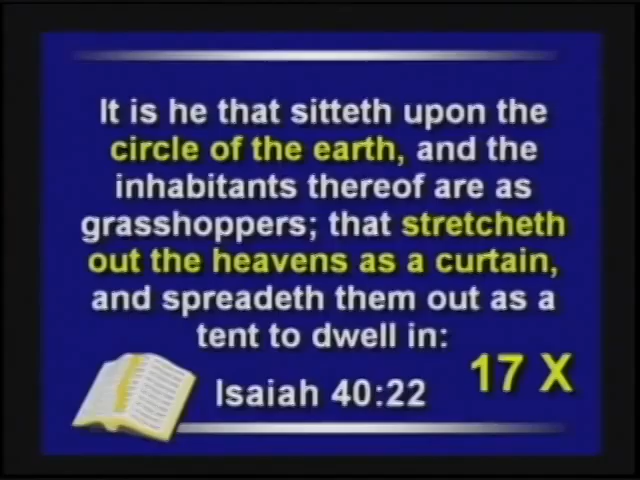 It is he that sitteth upon the
circle of the earth, and the
inhabitants thereof are as
grasshoppers; that stretcheth
out the heavens as a curtain,
and spreadeth them out as a
tent to dwell in:
Isaiah 40:22
17 X